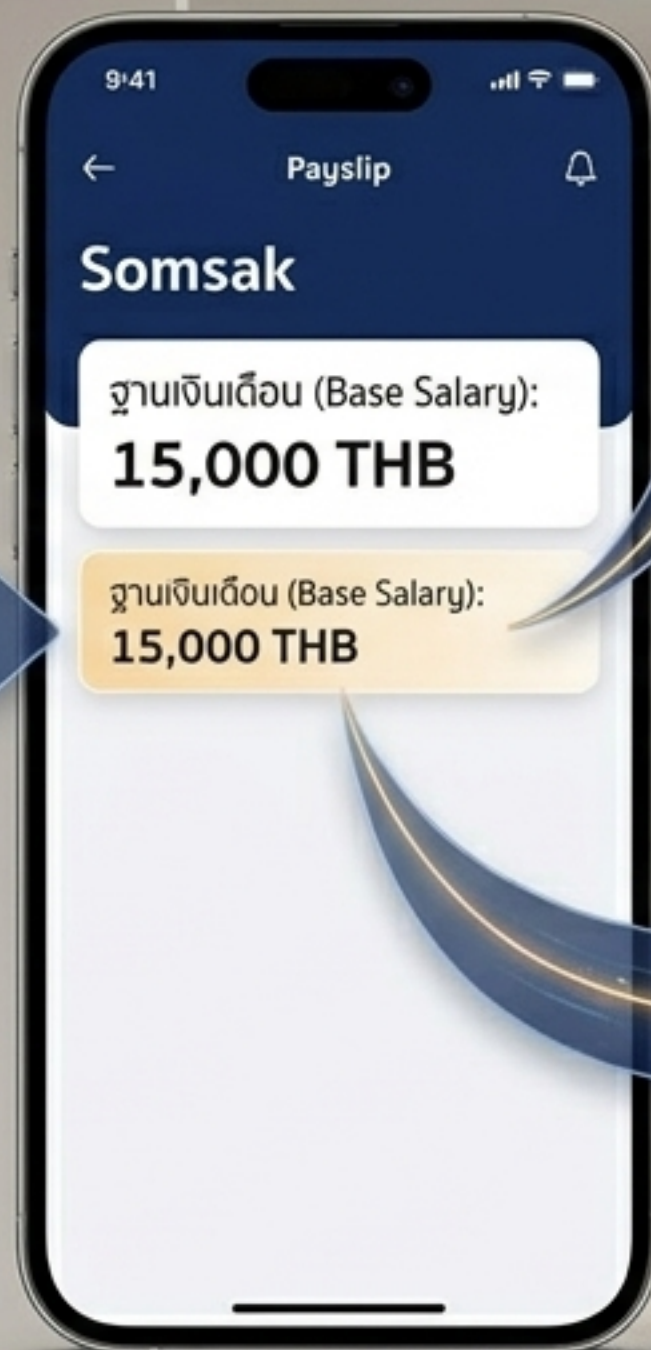 9:41
Payslip
Somsak
ฐานเงินเดือน (Base Salary):
15,000 THB
ฐานเงินเดือน (Base Salary):
15,000 THB